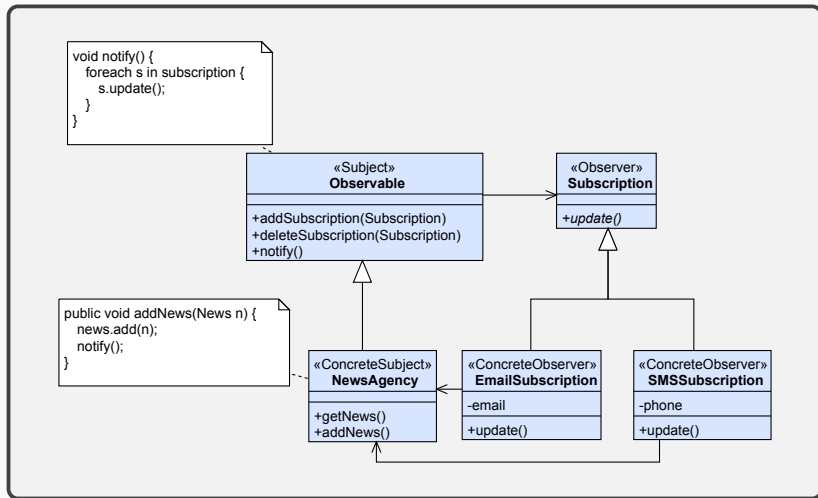 void notify() {
foreach s in subscription {
s.update();
}
}
«Subject»
Observable
+addSubscription(Subscription)
+deleteSubscription(Subscription)
+notify()
«Observer»
Subscription
+update()
public void addNews(News n) {
news.add(n);
notify();
}
«ConcreteSubject»
NewsAgency
+getNews()
+addNews()
«ConcreteObserver»
EmailSubscription
-email
+update()
«ConcreteObserver»
SMSSubscription
-phone
+update()